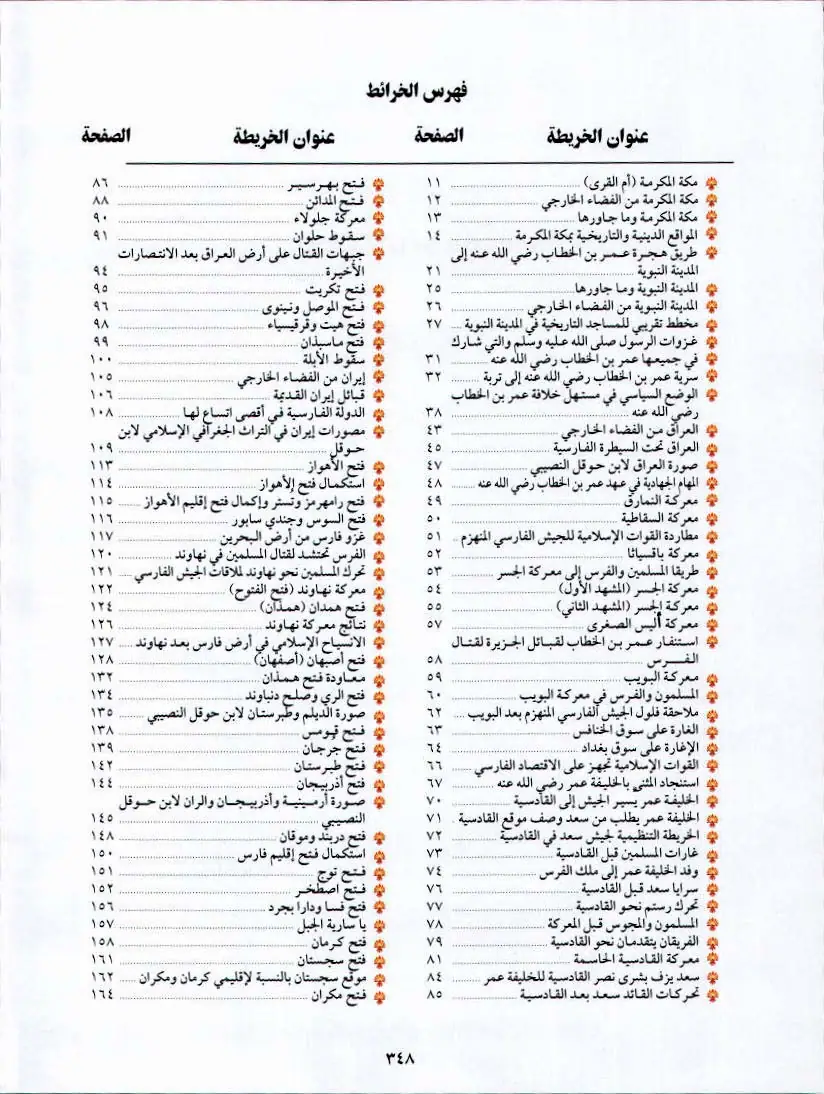 فهرس الخرائط
عنوان الخريطة الصفحة
مكة المكرمة (أم القرى) ١١
مكة المكرمة من الفضاء الخارجي ١٢
مكة المكرمة وما جاورها ١٣
المواقع الدينية والتاريخية بمكة المكرمة ١٤
طريق هجرة عمر بن الخطاب رضي الله عنه إلى
المدينة النبوية ٢١
المدينة النبوية وما جاورها ٢٥
المدينة النبوية من الفضاء الخارجي ٢٦
مخطط تقريبي للمساجد التاريخية في المدينة النبوية ٢٧
غزوات الرسول صلى الله عليه وسلم والتي شارك
في جميعها عمر بن الخطاب رضي الله عنه ٣١
سرية عمر بن الخطاب رضي الله عنه إلى تربة ٣٢
الوضع السياسي في مستهل خلافة عمر بن الخطاب
رضي الله عنه ٣٨
العراق من الفضاء الخارجي ٤٣
العراق تحت السيطرة الفارسية ٤٥
صورة العراق لابن حوقل النصيبي ٤٧
المهام الجهادية في عهد عمر بن الخطاب رضي الله عنه ٤٨
معركة النمارق ٤٩
معركة السقاطية ٥٠
مطاردة القوات الإسلامية للجيش الفارسي المنهزم ٥١
معركة باقسياثا ٥٢
طريقا المسلمين والفرس إلى معركة الجسر ٥٣
معركة الجسر (المشهد الأول) ٥٤
معركة الجسر (المشهد الثاني) ٥٥
معركة أليس الصغرى ٥٧
استنفار عمر بن الخطاب لقبائل الجزيرة لقتال
الفرس ٥٨
معركة البويب ٥٩
المسلمون والفرس في معركة البويب ٦٠
ملاحقة فلول الجيش الفارسي المنهزم بعد البويب ٦٢
الغارة على سوق الخنافس ٦٣
الإغارة على سوق بغداد ٦٤
القوات الإسلامية تجهز على الاقتصاد الفارسي ٦٦
استنجاد المثنى بالخليفة عمر رضي الله عنه ٦٧
الخليفة عمر يسير الجيش إلى القادسية ٧٠
الخليفة عمر يطلب من سعد وصف موقع القادسية ٧١
الخريطة التنظيمية لجيش سعد في القادسية ٧٢
غارات المسلمين قبل القادسية ٧٣
وفد الخليفة عمر إلى ملك الفرس ٧٤
سرايا سعد قبل القادسية ٧٦
تحرك رستم نحو القادسية ٧٧
المسلمون والمجوس قبل المعركة ٧٨
الفريقان يتقدمان نحو القادسية ٧٩
معركة القادسية الحاسمة ٨١
سعد يزف بشرى نصر القادسية للخليفة عمر ٨٤
تحركات القائد سعد بعد القادسية ٨٥
عنوان الخريطة الصفحة
فتح بهرسير ٨٦
فتح المدائن ٨٨
معركة جلولاء ٩٠
سقوط حلوان ٩١
جبهات القتال على أرض العراق بعد الانتصارات
الأخيرة ٩٤
فتح تكريت ٩٥
فتح الموصل ونينوى ٩٦
فتح هيت وقرقيسياء ٩٨
فتح ماسبذان ٩٩
سقوط الأبلة ١٠٠
إيران من الفضاء الخارجي ١٠٥
قبائل إيران القديمة ١٠٦
الدولة الفارسية في أقصى اتساع لها ١٠٨
مصورات إيران في التراث الجغرافي الإسلامي لابن
حوقل ١٠٩
فتح الأهواز ١١٣
استكمال فتح الأهواز ١١٤
فتح رامهرمز وتستر وإكمال فتح إقليم الأهواز ١١٥
فتح السوس وجندي سابور ١١٦
غزو فارس من أرض البحرين ١١٧
الفرس تحتشد لقتال المسلمين في نهاوند ١٢٠
تحرك المسلمين نحو نهاوند لملاقات الجيش الفارسي ١٢١
معركة نهاوند (فتح الفتوح) ١٢٢
فتح همدان (همذان) ١٢٤
نتائج معركة نهاوند ١٢٦
الانسياح الإسلامي في أرض فارس بعد نهاوند ١٢٧
فتح أصبهان (أصفهان) ١٢٨
معاودة فتح همذان ١٣٢
فتح الري وصلح دنباوند ١٣٤
صورة الديلم وطبرستان لابن حوقل النصيبي ١٣٥
فتح قومس ١٣٨
فتح جرجان ١٣٩
فتح طبرستان ١٤٢
فتح أذربيجان ١٤٤
صورة أرمينية وأذربيجان والران لابن حوقل
النصيبي ١٤٥
فتح دربند وموقان ١٤٨
استكمال فتح إقليم فارس ١٥٠
فتح توج ١٥١
فتح اصطخر ١٥٢
فتح فسا ودارا بجرد ١٥٦
يا سارية الجبل ١٥٧
فتح كرمان ١٥٨
فتح سجستان ١٦١
موقع سجستان بالنسبة لإقليمي كرمان ومكران ١٦٢
فتح مكران ١٦٤
٣٤٨